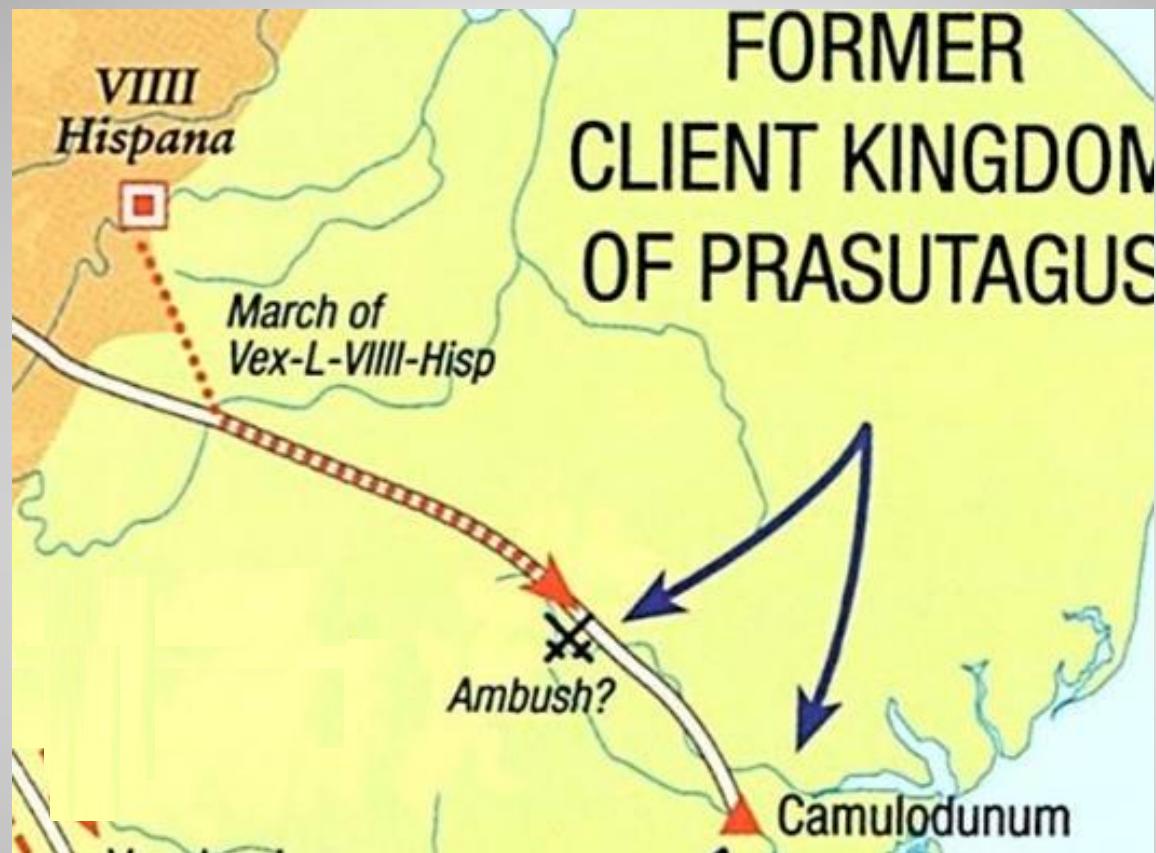 FORMER
CLIENT KINGDOM
OF PRASUTAGUS
VIIII
Hispana
March of
Vex-L-VIIII-Hisp
Ambush?
Camulodunum